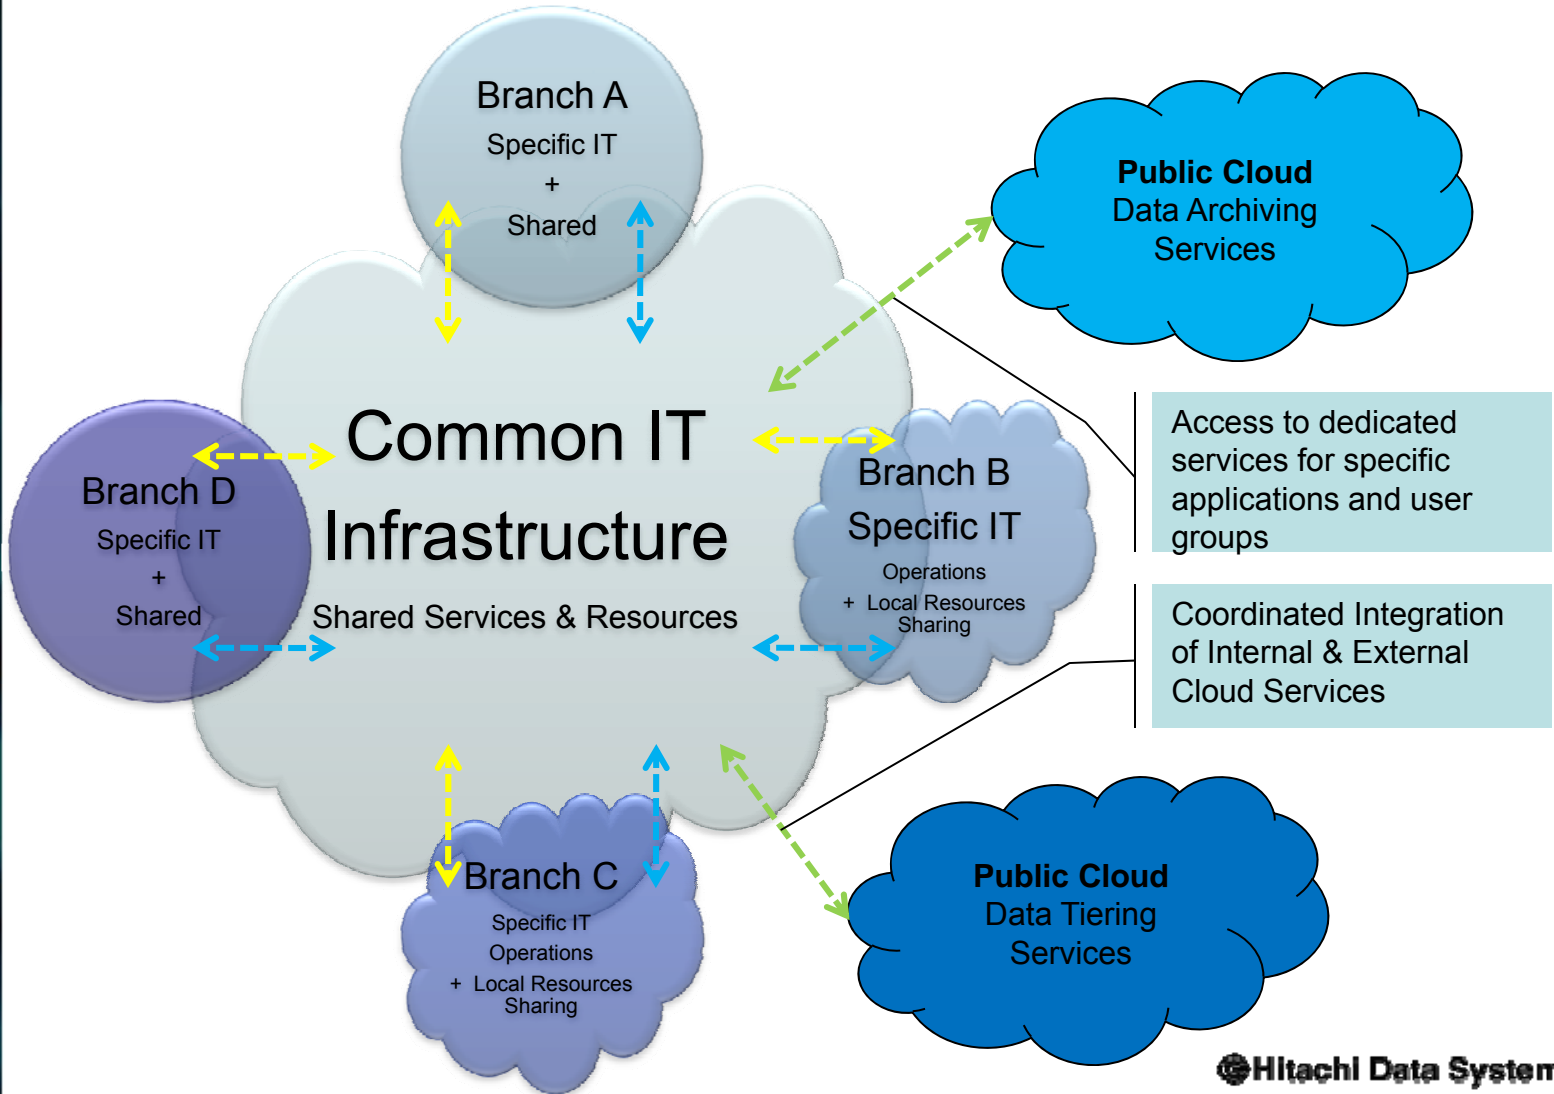 Branch A
Specific IT
+
Shared
Public Cloud
Data Archiving
Services
Common IT
Infrastructure
Shared Services & Resources
Branch D
Specific IT
+
Shared
Branch B
Specific IT
Operations
+ Local Resources
Sharing
Access to dedicated
services for specific
applications and user
groups
Coordinated Integration
of Internal & External
Cloud Services
Branch C
Specific IT
Operations
+ Local Resources
Sharing
Public Cloud
Data Tiering
Services
Hitachi Data System